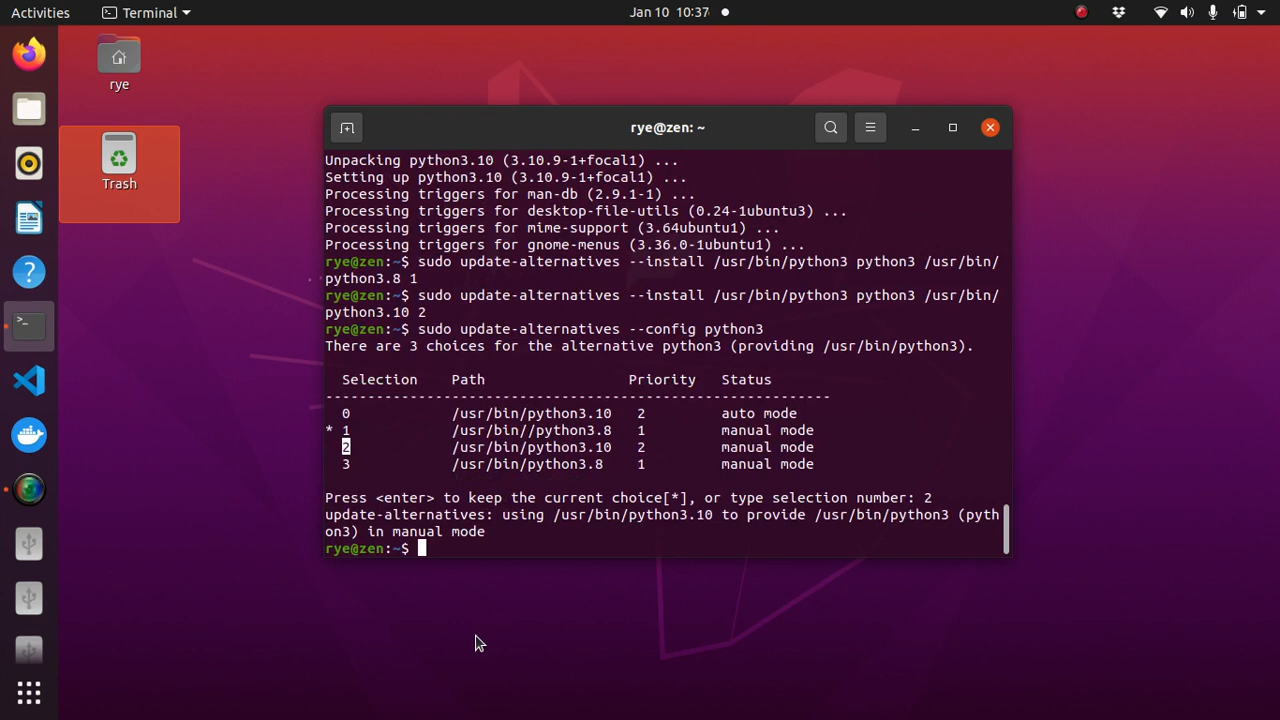 Activities
Terminal
Jan 10 10:37
rye
Trash
rye@zen: ~
Unpacking python3.10 (3.10.9-1+focal1) ...
Setting up python3.10 (3.10.9-1+focal1) ...
Processing triggers for man-db (2.9.1-1) ...
Processing triggers for desktop-file-utils (0.24-1ubuntu3) ...
Processing triggers for mime-support (3.64ubuntu1) ...
Processing triggers for gnome-menus (3.36.0-1ubuntu1) ...
rye@zen:~$ sudo update-alternatives --install /usr/bin/python3 python3 /usr/bin/
python3.8 1
rye@zen:~$ sudo update-alternatives --install /usr/bin/python3 python3 /usr/bin/
python3.10 2
rye@zen:~$ sudo update-alternatives --config python3
There are 3 choices for the alternative python3 (providing /usr/bin/python3).
Selection Path Priority Status
------------------------------------------------------------
0 /usr/bin/python3.10 2 auto mode
* 1 /usr/bin//python3.8 1 manual mode
2 /usr/bin/python3.10 2 manual mode
3 /usr/bin/python3.8 1 manual mode
Press <enter> to keep the current choice[*], or type selection number: 2
update-alternatives: using /usr/bin/python3.10 to provide /usr/bin/python3 (pyth
on3) in manual mode
rye@zen:~$